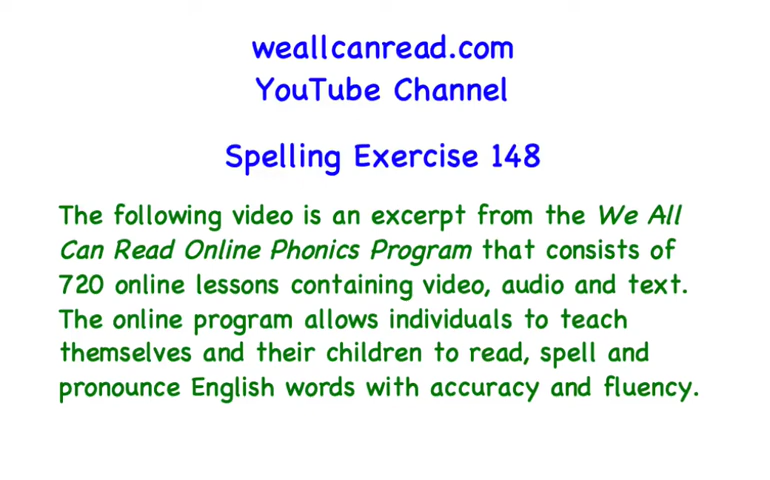 weallcanread.com
YouTube Channel
Spelling Exercise 148
The following video is an excerpt from the We All
Can Read Online Phonics Program that consists of
720 online lessons containing video, audio and text.
The online program allows individuals to teach
themselves and their children to read, spell and
pronounce English words with accuracy and fluency.